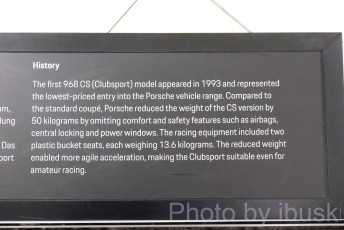 History
The first 968 CS (Clubsport) model appeared in 1993 and represented
the lowest-priced entry into the Porsche vehicle range. Compared to
the standard coupé, Porsche reduced the weight of the CS version by
50 kilograms by omitting comfort and safety features such as airbags,
central locking and power windows. The racing equipment included two
plastic bucket seats, each weighing 13.6 kilograms. The reduced weight
enabled more agile acceleration, making the Clubsport suitable even for
amateur racing.
m,
lung
Das
port
Photo by ibuski